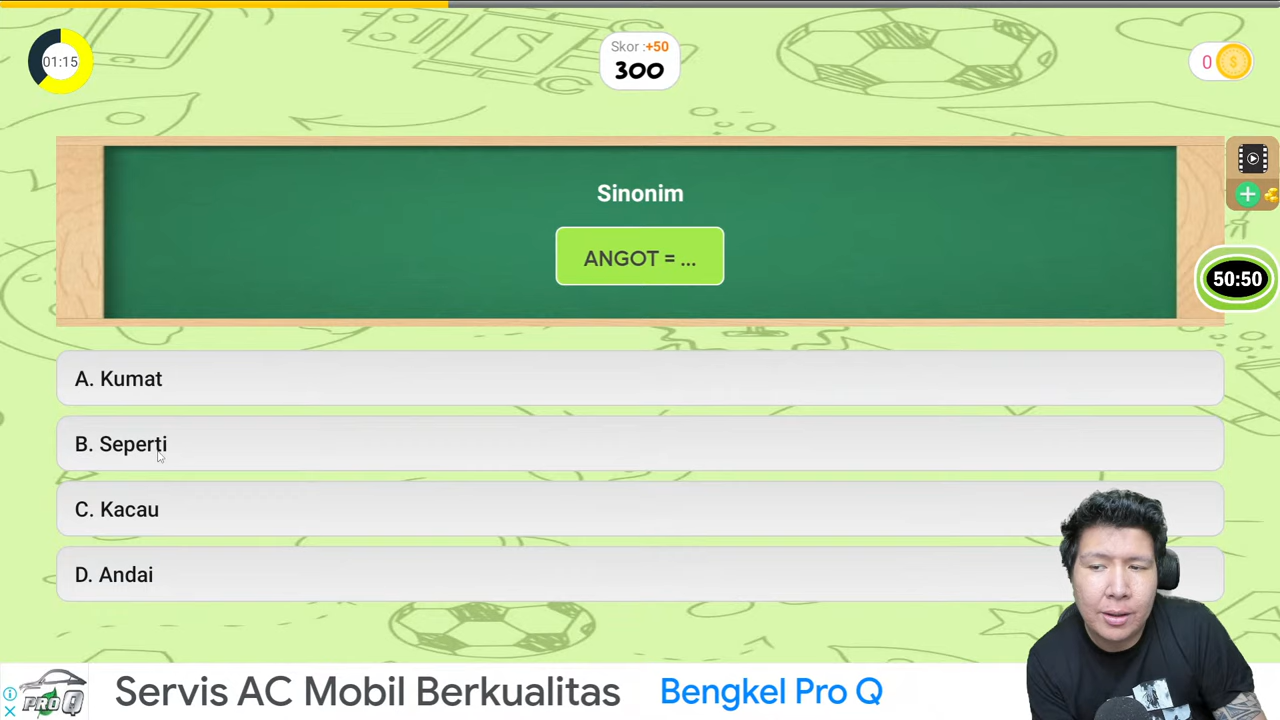 01:15
Skor :+50
300
0
Sinonim
ANGOT = ...
50:50
A. Kumat
B. Seperti
C. Kacau
D. Andai
PRO Q
Servis AC Mobil Berkualitas
Bengkel Pro Q